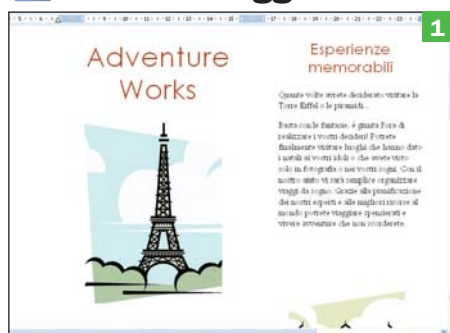 1
Adventure
Works
Esperienze
memorabili
Quante volte avrete desiderato visitare la
Torre Eiffel o le piramidi...
Basta con le fantasie, è giunta l'ora di
realizzare i vostri desideri! Potrete
finalmente visitare luoghi che hanno dato
i natali ai vostri idoli o che avete visto
solo in fotografia o nei vostri sogni. Con il
nostro aiuto vi sarà semplice organizzare
viaggi da sogno. Grazie alla pianificazione
dei nostri esperti e alle migliori risorse al
mondo potrete viaggiare spensierati e
vivere avventure che non scorderete.